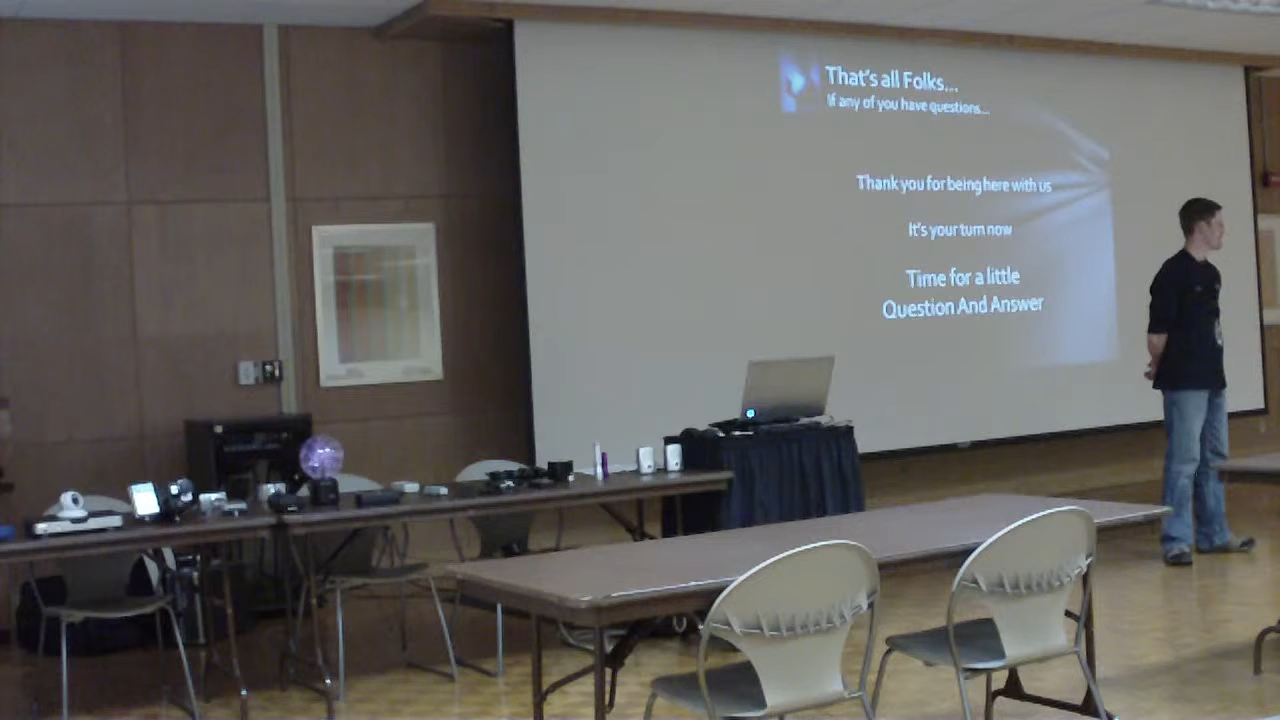 That's all Folks...
If any of you have questions...
Thank you for being here with us
It's your turn now
Time for a little
Question And Answer